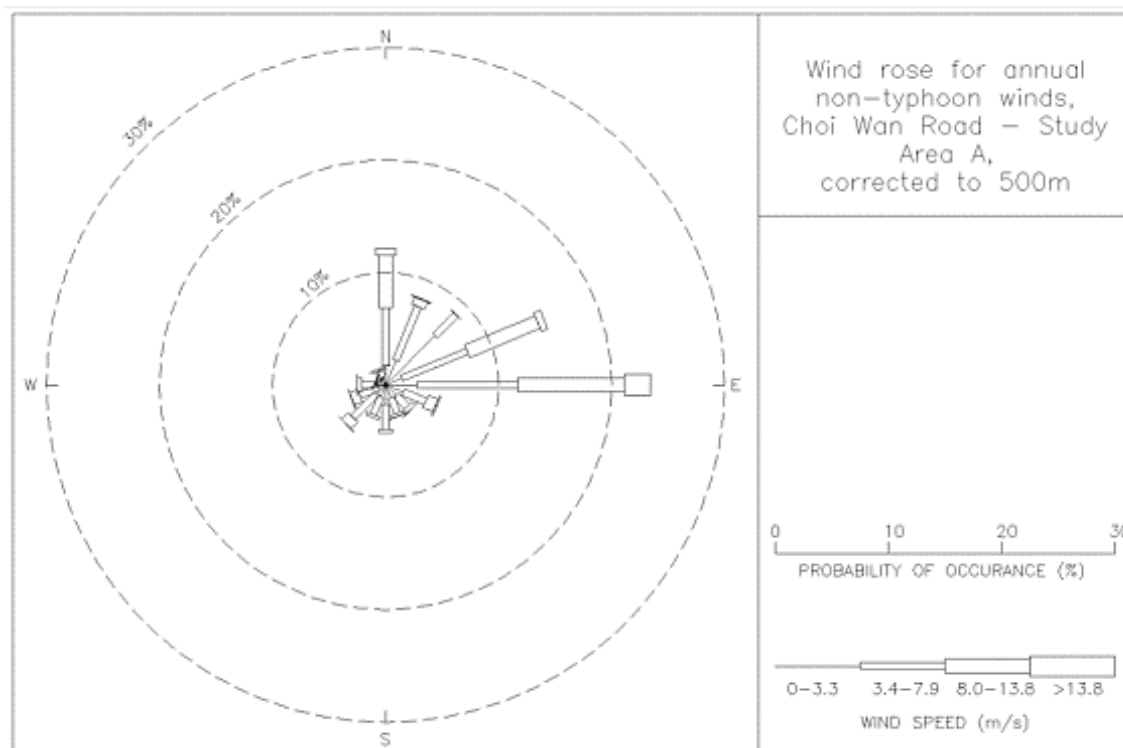 N
30%
20%
10%
W
E
S
Wind rose for annual
non-typhoon winds,
Choi Wan Road - Study
Area A,
corrected to 500m
0 10 20 30
PROBABILITY OF OCCURANCE (%)
0-3.3 3.4-7.9 8.0-13.8 >13.8
WIND SPEED (m/s)